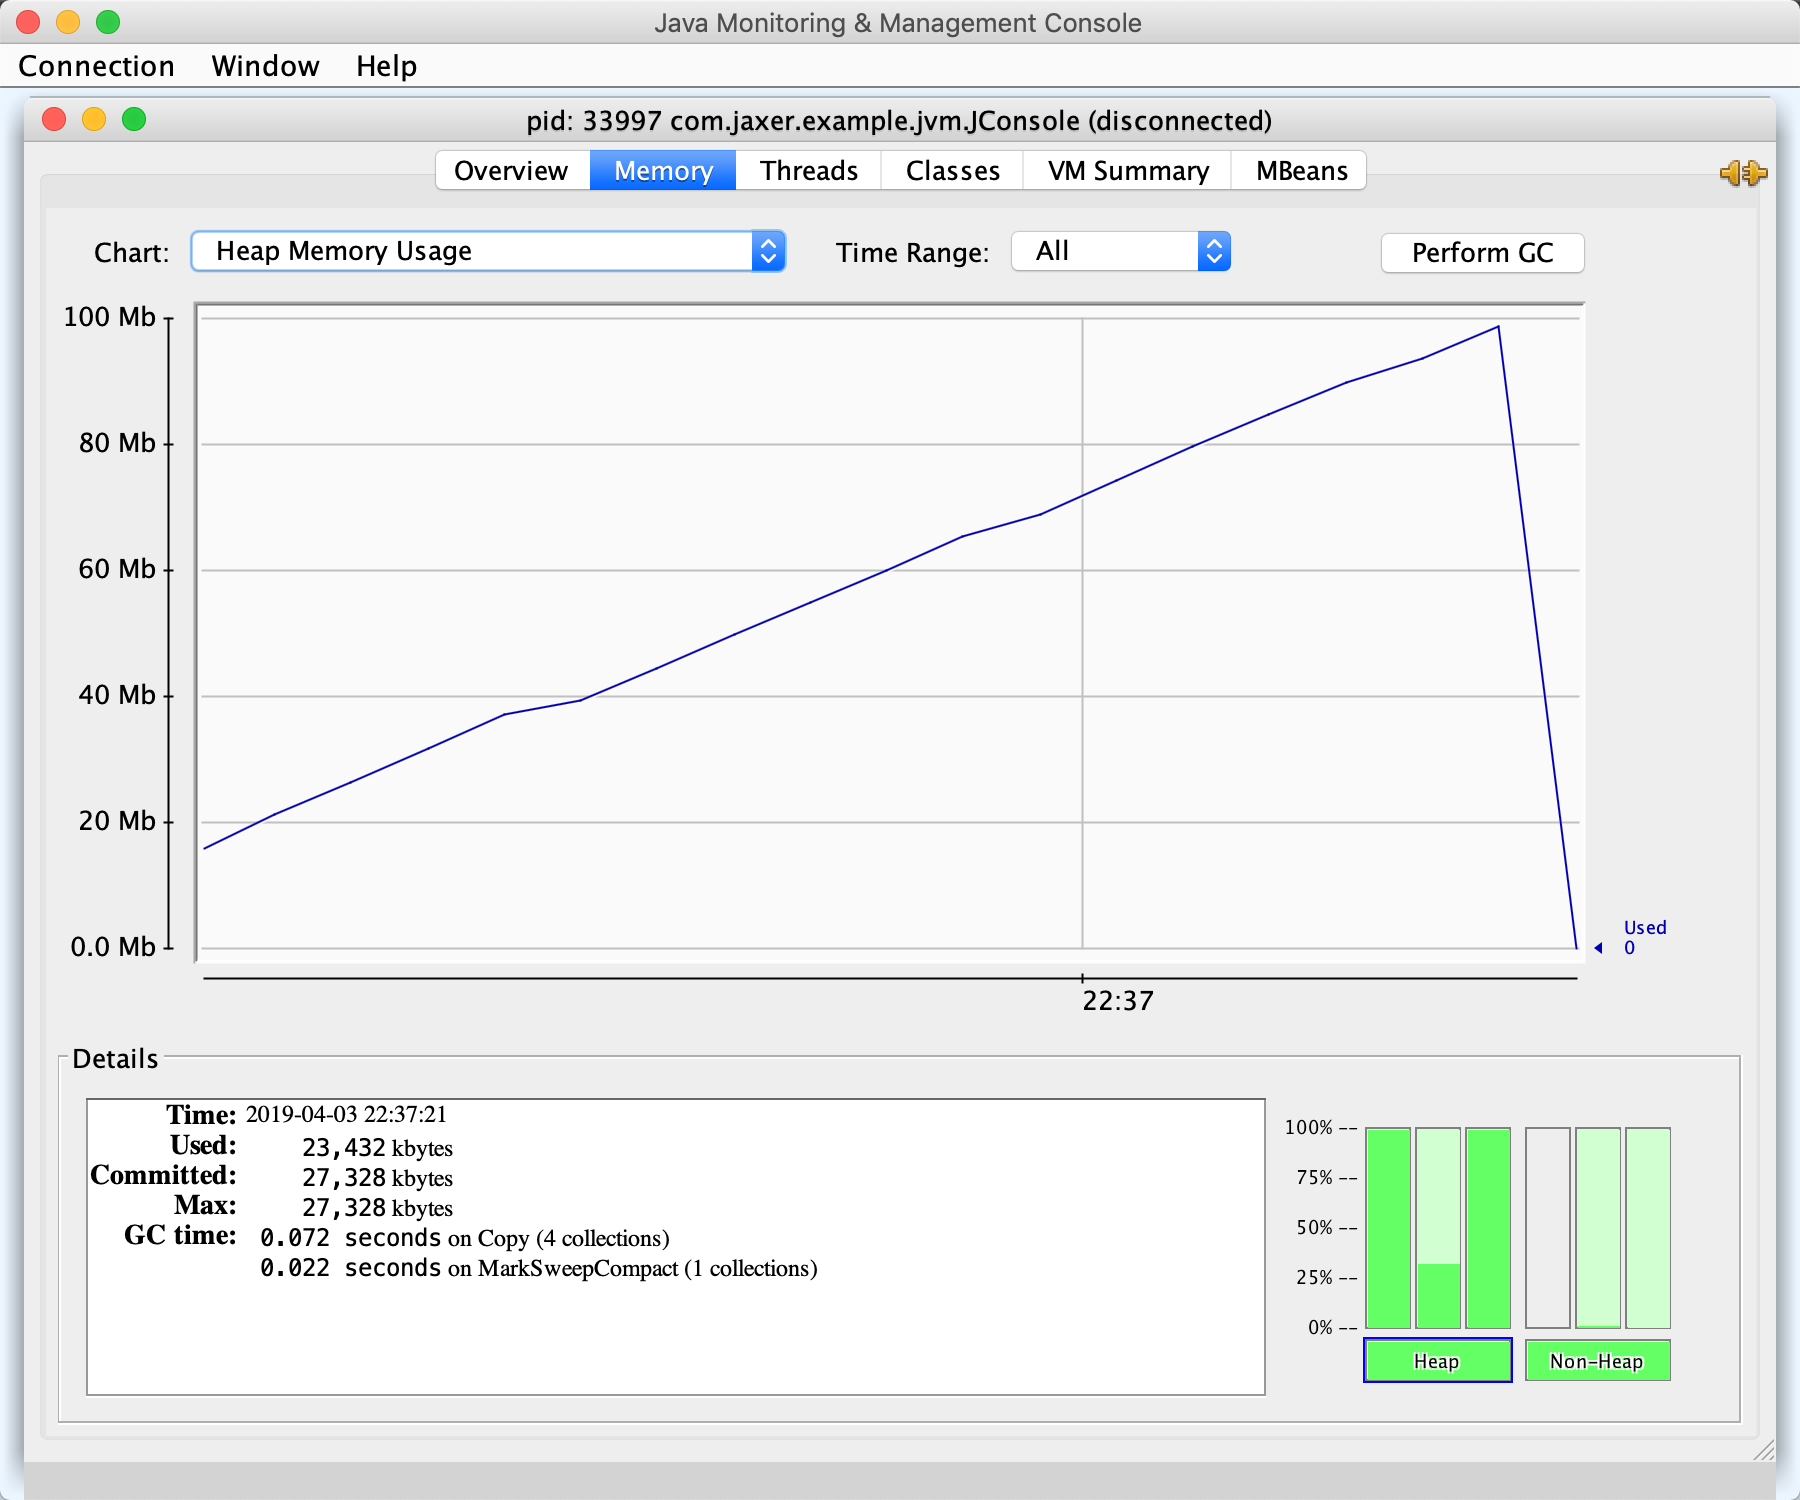 Java Monitoring & Management Console
Connection Window Help
pid: 33997 com.jaxer.example.jvm.JConsole (disconnected)
Overview Memory Threads Classes VM Summary MBeans
Chart: Heap Memory Usage Time Range: All Perform GC
100 Mb
80 Mb
60 Mb
40 Mb
20 Mb
0.0 Mb
Used
0
22:37
Details
Time: 2019-04-03 22:37:21
Used: 23,432 kbytes
Committed: 27,328 kbytes
Max: 27,328 kbytes
GC time: 0.072 seconds on Copy (4 collections)
0.022 seconds on MarkSweepCompact (1 collections)
100% --
75% --
50% --
25% --
0% --
Heap Non-Heap